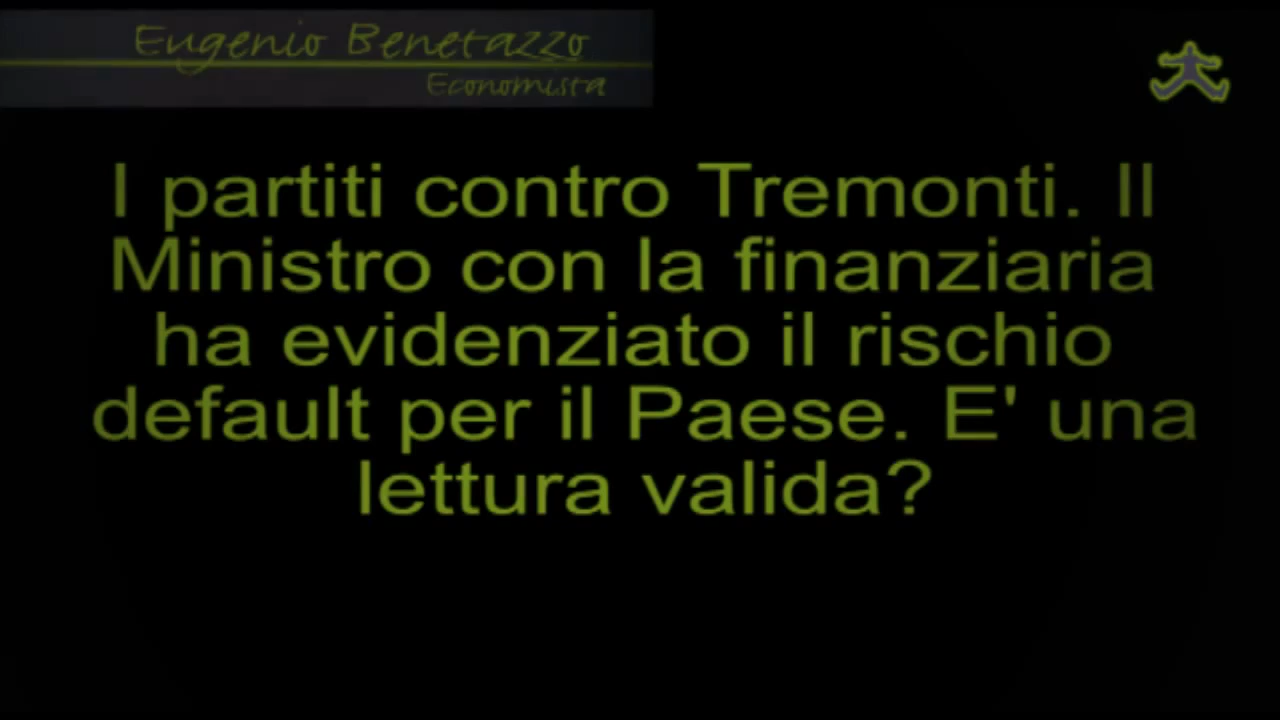 Eugenio Benetazzo
Economista
I partiti contro Tremonti. Il
Ministro con la finanziaria
ha evidenziato il rischio
default per il Paese. E' una
lettura valida?